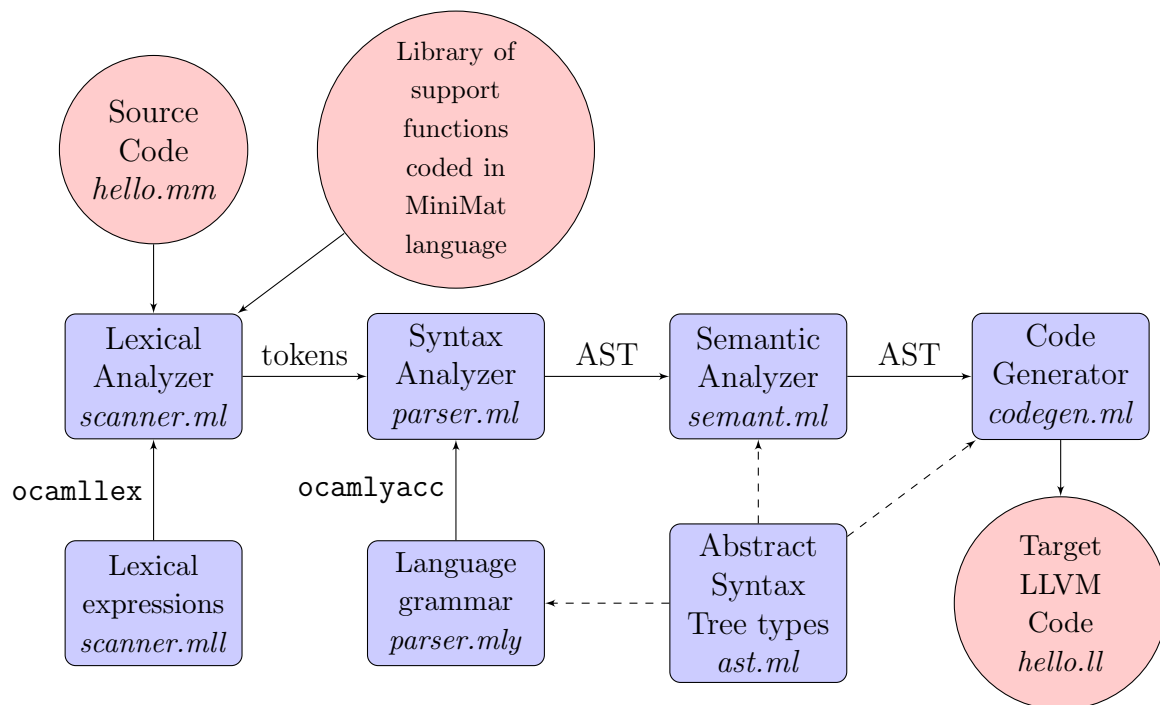 Source
Code
hello.mm
Library of
support
functions
coded in
MiniMat
language
Lexical
Analyzer
scanner.ml
tokens
Syntax
Analyzer
parser.ml
AST
Semantic
Analyzer
semant.ml
AST
Code
Generator
codegen.ml
ocamllex
ocamlyacc
Lexical
expressions
scanner.mll
Language
grammar
parser.mly
Abstract
Syntax
Tree types
ast.ml
Target
LLVM
Code
hello.ll